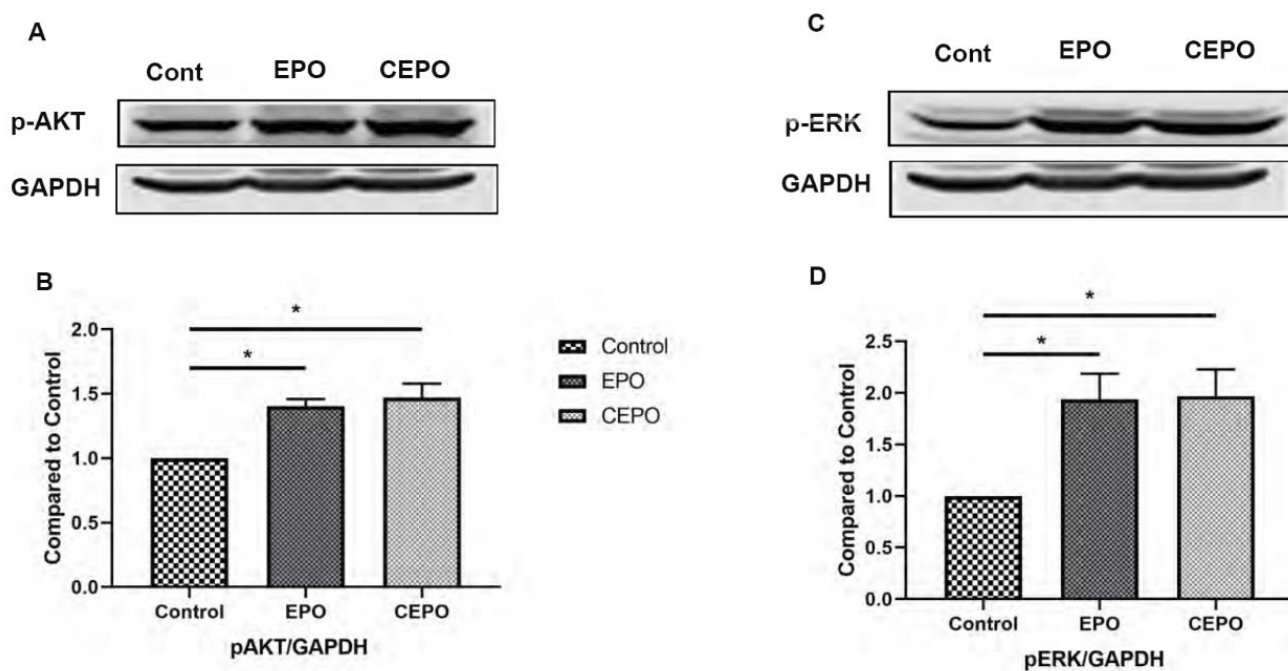 A
Cont EPO CEPO
p-AKT
GAPDH
B
Compared to Control
2.0
1.5
1.0
0.5
0.0
*
*
Control EPO CEPO
pAKT/GAPDH
Control
EPO
CEPO
C
Cont EPO CEPO
p-ERK
GAPDH
D
Compared to Control
2.5
2.0
1.5
1.0
0.5
0.0
*
*
Control EPO CEPO
pERK/GAPDH